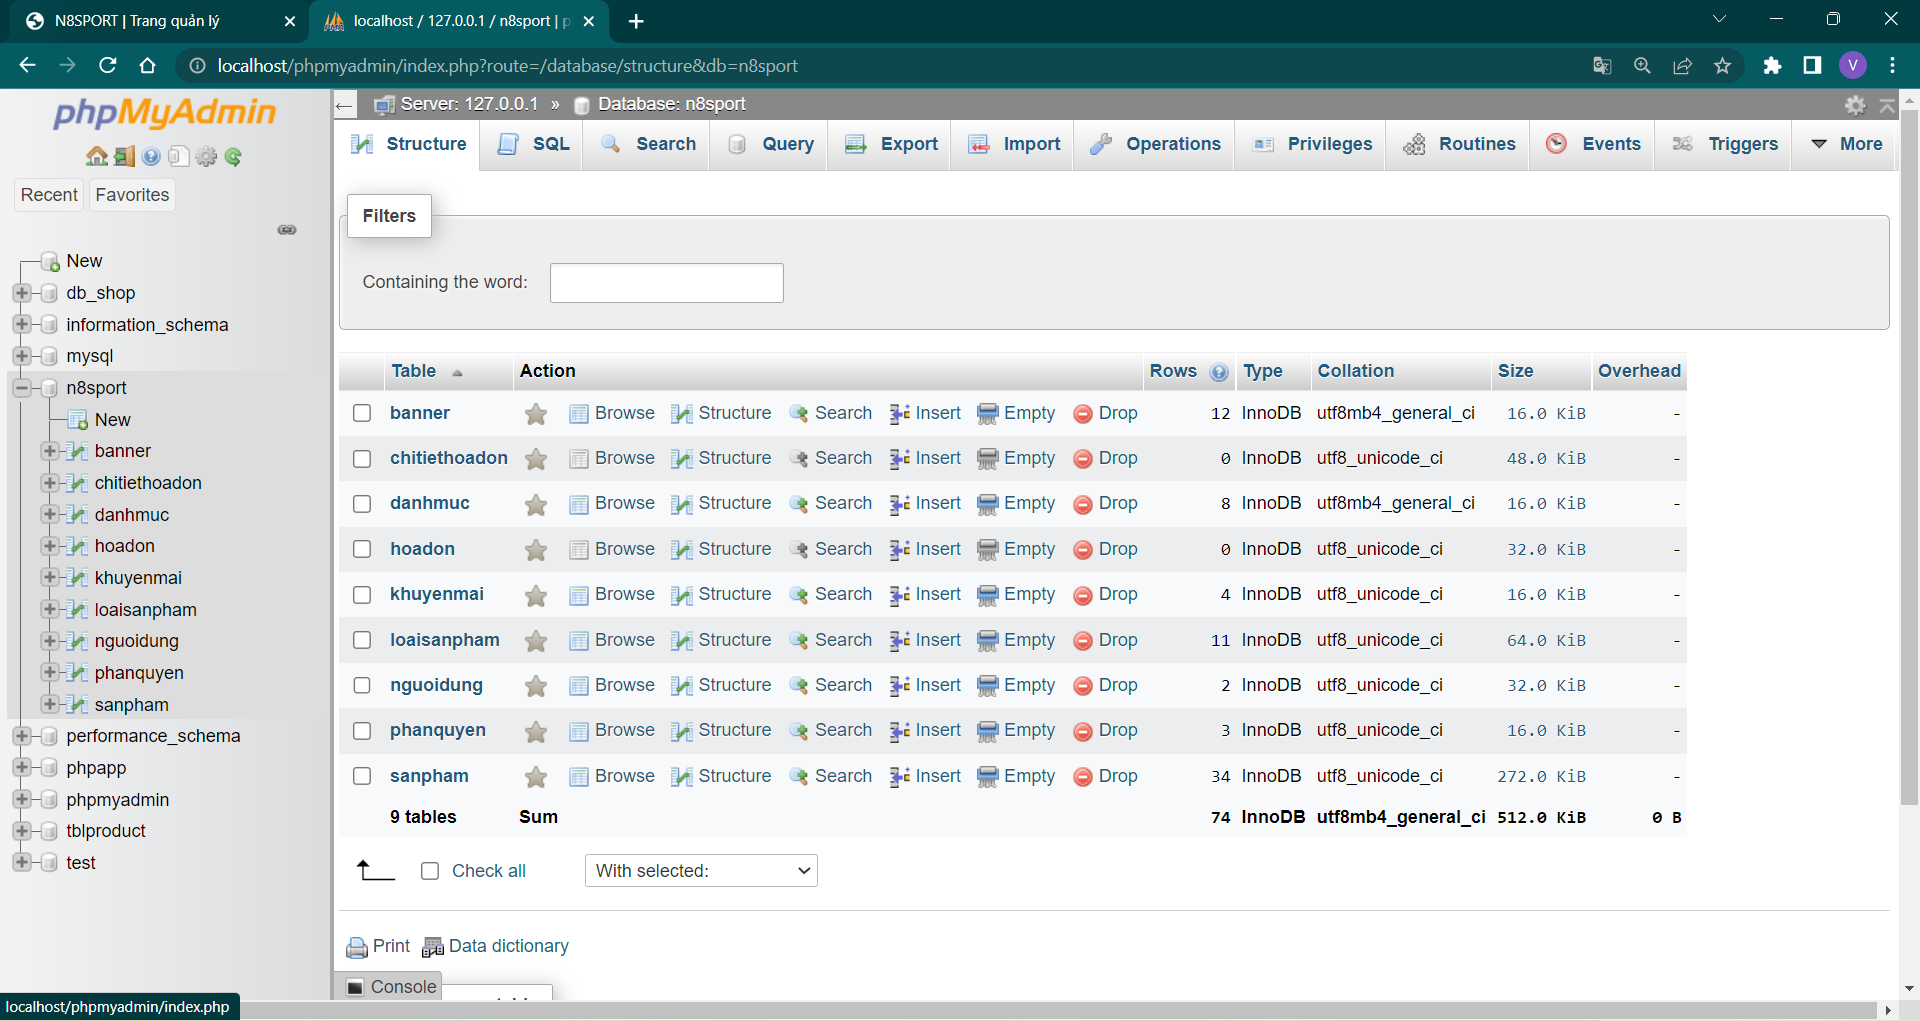 N8SPORT | Trang quản lý
localhost / 127.0.0.1 / n8sport | p
localhost/phpmyadmin/index.php?route=/database/structure&db=n8sport
V
phpMyAdmin
Recent
Favorites
New
db_shop
information_schema
mysql
n8sport
New
banner
chitiethoadon
danhmuc
hoadon
khuyenmai
loaisanpham
nguoidung
phanquyen
sanpham
performance_schema
phpapp
phpmyadmin
tblproduct
test
localhost/phpmyadmin/index.php
Server: 127.0.0.1 » Database: n8sport
Structure SQL Search Query Export Import Operations Privileges Routines Events Triggers More
Filters
Containing the word:
Table Action Rows Type Collation Size Overhead
banner Browse Structure Search Insert Empty Drop 12 InnoDB utf8mb4_general_ci 16.0 KiB -
chitiethoadon Browse Structure Search Insert Empty Drop 0 InnoDB utf8_unicode_ci 48.0 KiB -
danhmuc Browse Structure Search Insert Empty Drop 8 InnoDB utf8mb4_general_ci 16.0 KiB -
hoadon Browse Structure Search Insert Empty Drop 0 InnoDB utf8_unicode_ci 32.0 KiB -
khuyenmai Browse Structure Search Insert Empty Drop 4 InnoDB utf8_unicode_ci 16.0 KiB -
loaisanpham Browse Structure Search Insert Empty Drop 11 InnoDB utf8_unicode_ci 64.0 KiB -
nguoidung Browse Structure Search Insert Empty Drop 2 InnoDB utf8_unicode_ci 32.0 KiB -
phanquyen Browse Structure Search Insert Empty Drop 3 InnoDB utf8_unicode_ci 16.0 KiB -
sanpham Browse Structure Search Insert Empty Drop 34 InnoDB utf8_unicode_ci 272.0 KiB -
9 tables Sum 74 InnoDB utf8mb4_general_ci 512.0 KiB 0 B
Check all With selected:
Print Data dictionary
Console